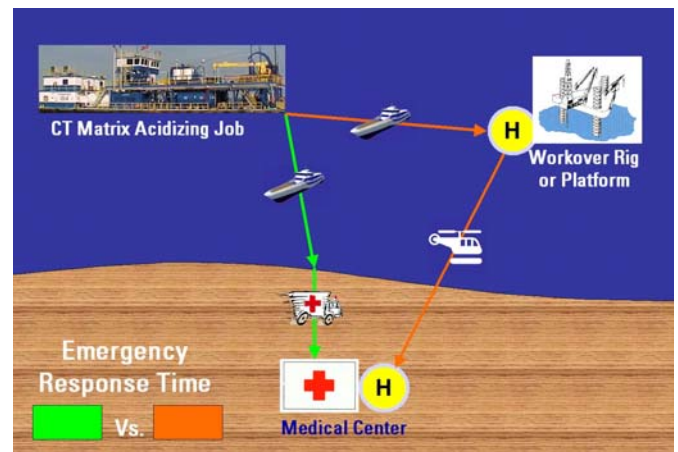 CT Matrix Acidizing Job
H
Workover Rig
or Platform
Emergency
Response Time
Vs.
H
Medical Center